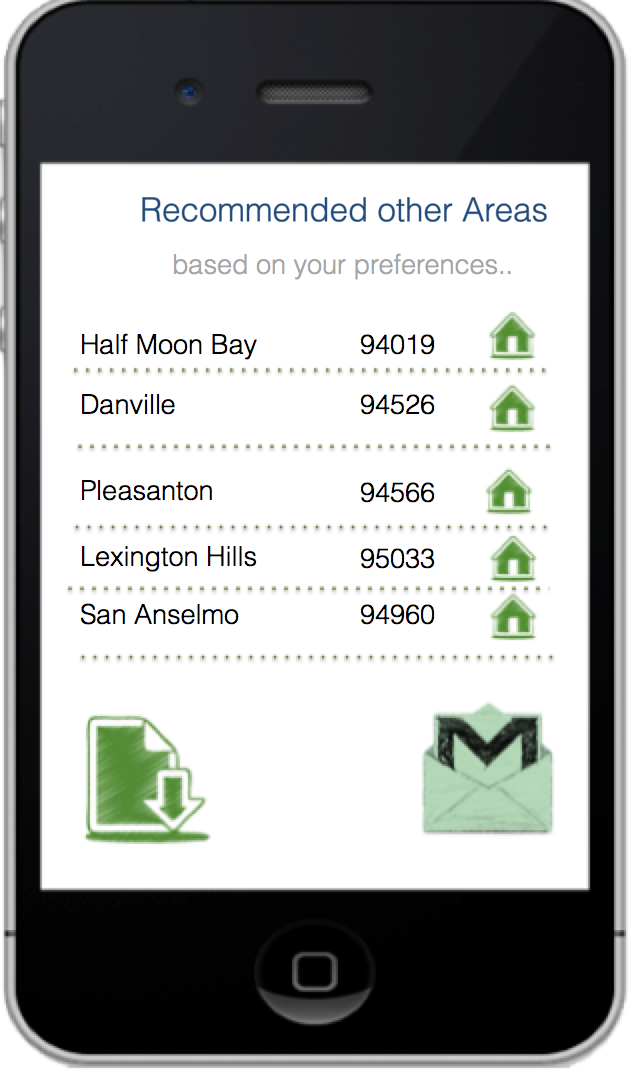 Recommended other Areas
based on your preferences..
Half Moon Bay 94019
Danville 94526
Pleasanton 94566
Lexington Hills 95033
San Anselmo 94960
M